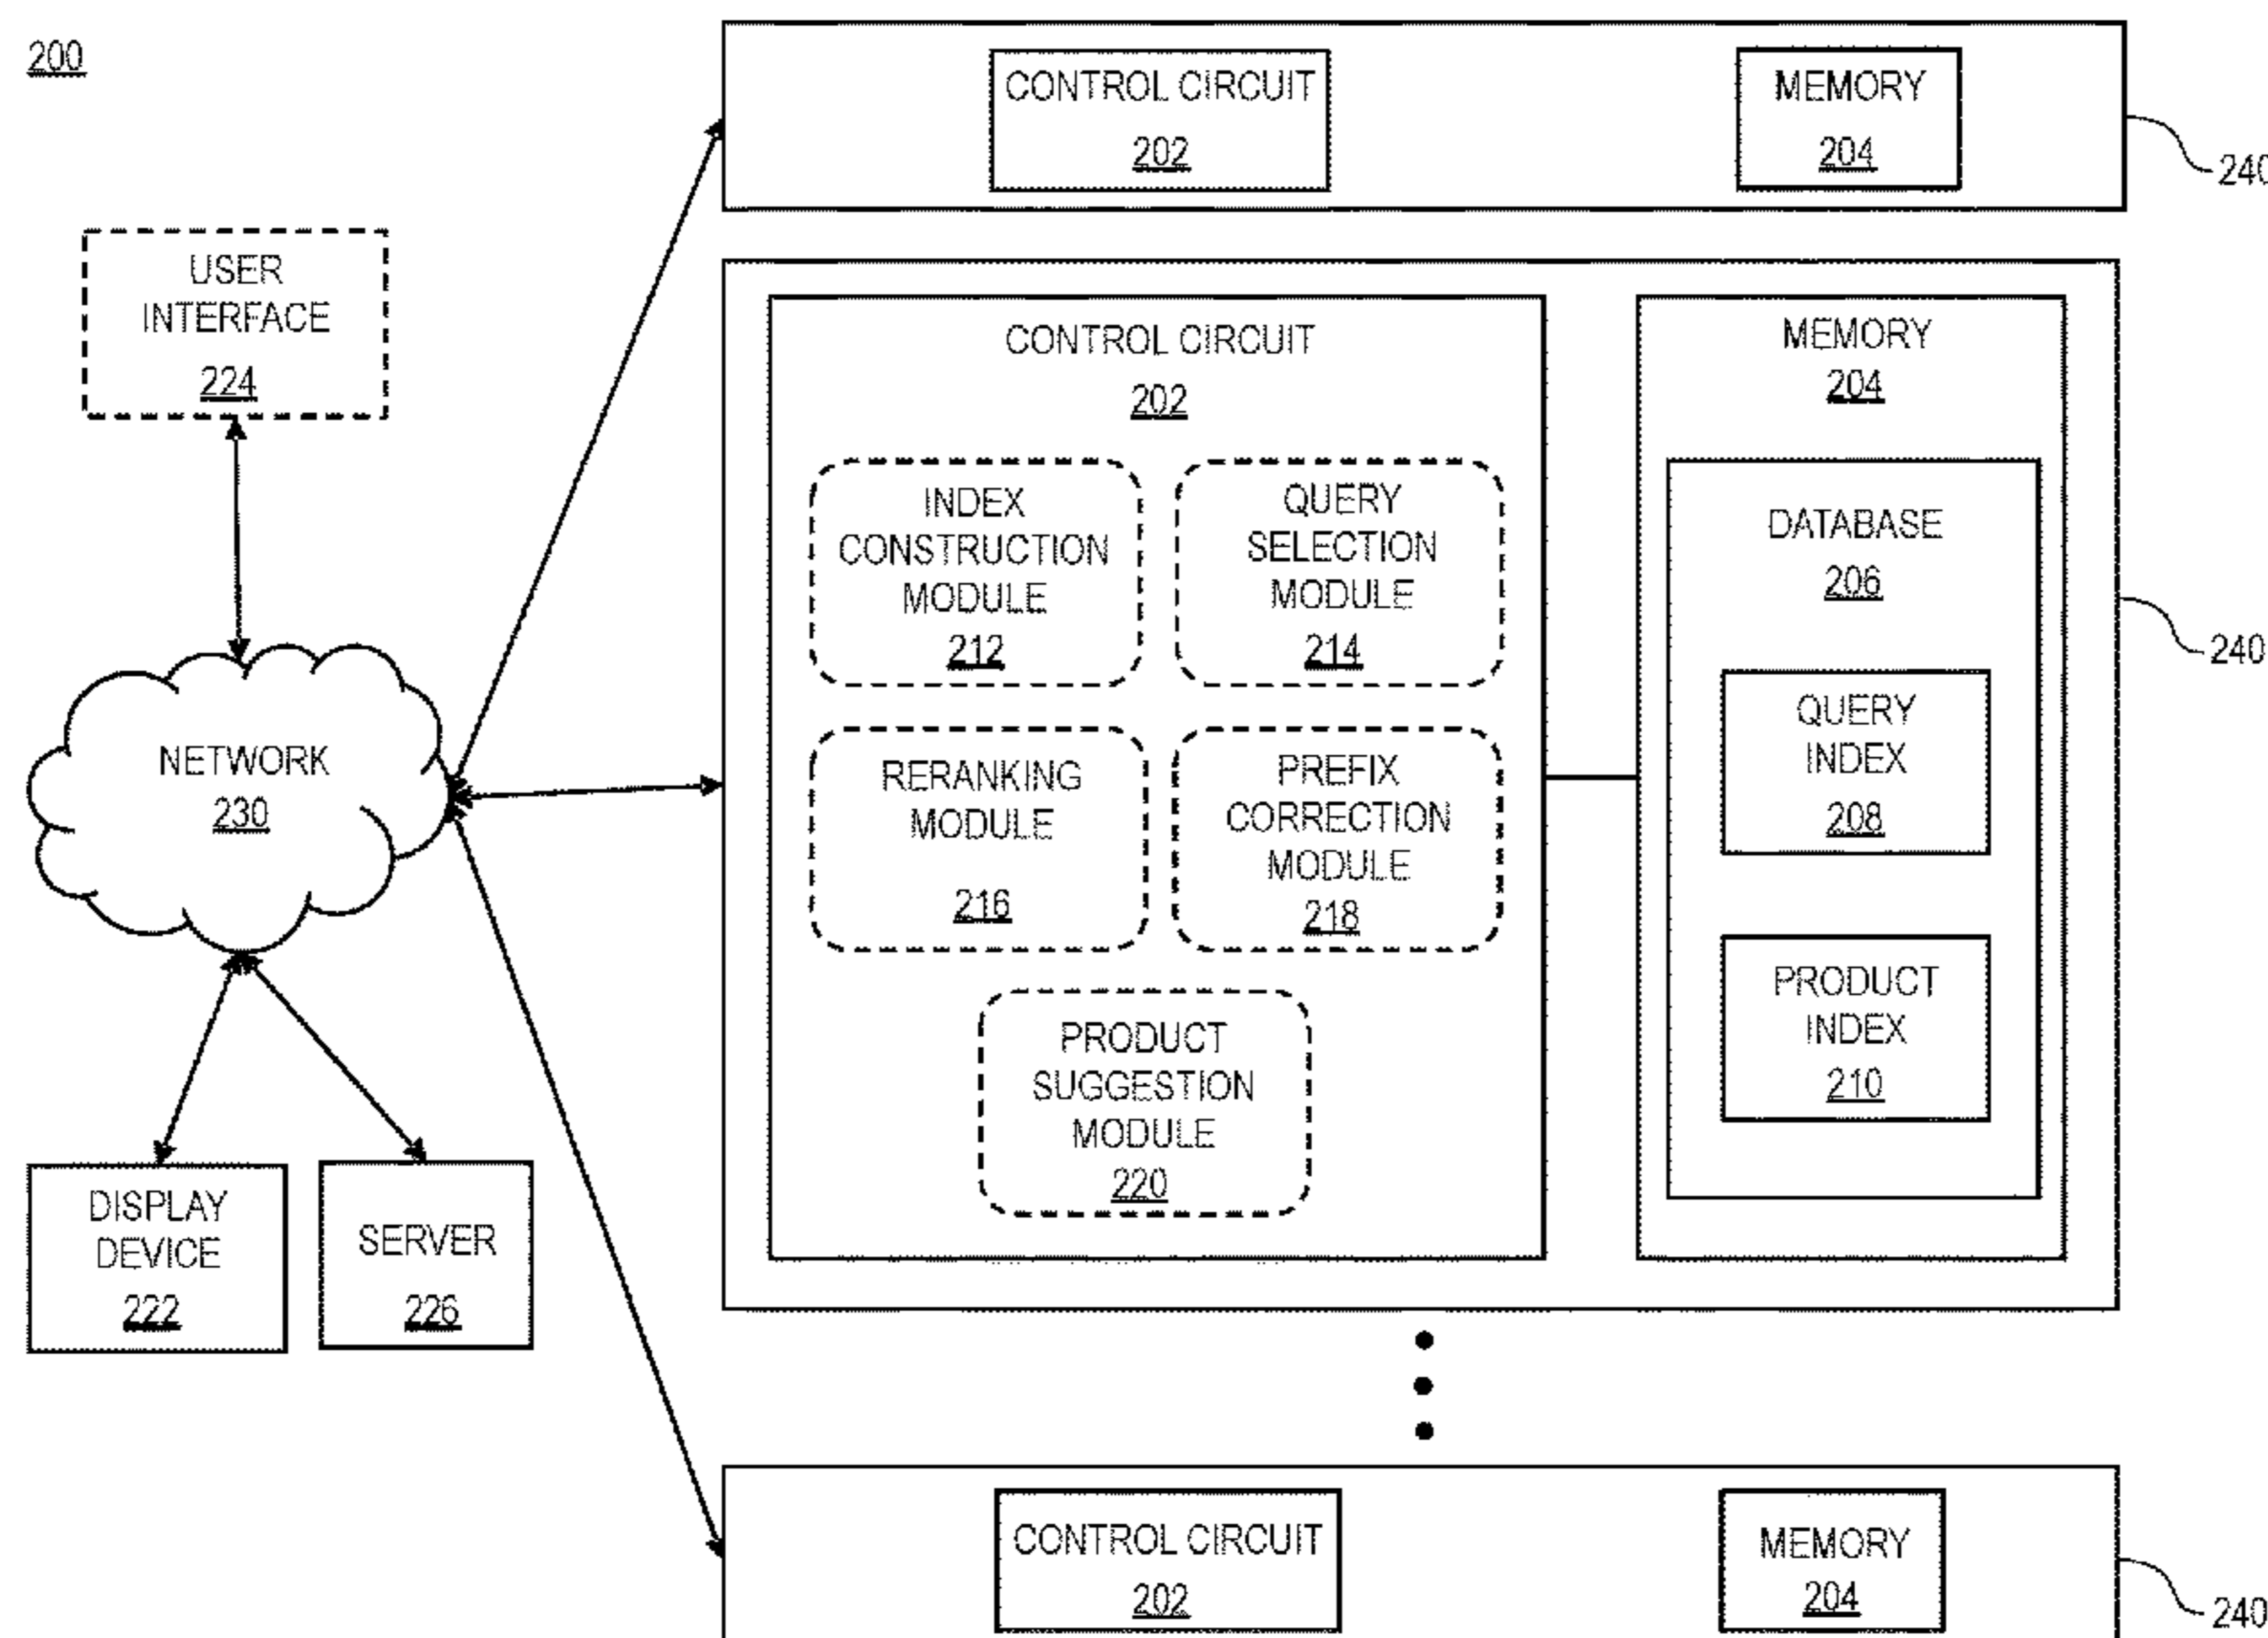 200
CONTROL CIRCUIT
202
MEMORY
204
240
USER
INTERFACE
224
NETWORK
230
DISPLAY
DEVICE
222
SERVER
226
CONTROL CIRCUIT
202
INDEX
CONSTRUCTION
MODULE
212
QUERY
SELECTION
MODULE
214
RERANKING
MODULE
216
PREFIX
CORRECTION
MODULE
218
PRODUCT
SUGGESTION
MODULE
220
MEMORY
204
DATABASE
206
QUERY
INDEX
208
PRODUCT
INDEX
210
240
CONTROL CIRCUIT
202
MEMORY
204
240